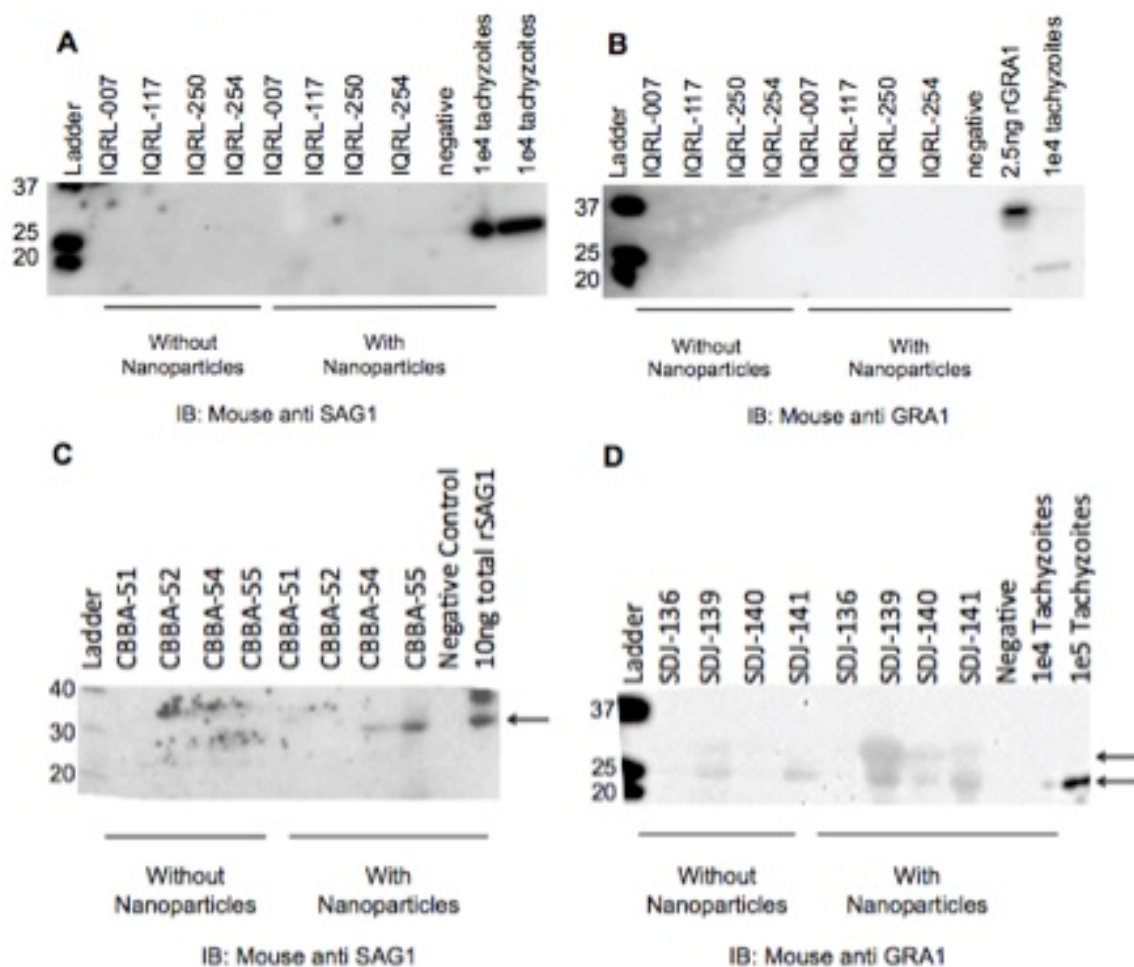 A
Ladder
IQRL-007
IQRL-117
IQRL-250
IQRL-254
IQRL-007
IQRL-117
IQRL-250
IQRL-254
negative
1e4 tachyzoites
1e4 tachyzoites
37
25
20
Without
Nanoparticles
With
Nanoparticles
IB: Mouse anti SAG1
B
Ladder
IQRL-007
IQRL-117
IQRL-250
IQRL-254
IQRL-007
IQRL-117
IQRL-250
IQRL-254
negative
2.5ng rGRA1
1e4 tachyzoites
37
25
20
Without
Nanoparticles
With
Nanoparticles
IB: Mouse anti GRA1
C
Ladder
CBBA-51
CBBA-52
CBBA-54
CBBA-55
CBBA-51
CBBA-52
CBBA-54
CBBA-55
Negative Control
10ng total rSAG1
40
30
20
Without
Nanoparticles
With
Nanoparticles
IB: Mouse anti SAG1
D
Ladder
SDJ-136
SDJ-139
SDJ-140
SDJ-141
SDJ-136
SDJ-139
SDJ-140
SDJ-141
Negative
1e4 Tachyzoites
1e5 Tachyzoites
37
25
20
Without
Nanoparticles
With
Nanoparticles
IB: Mouse anti GRA1